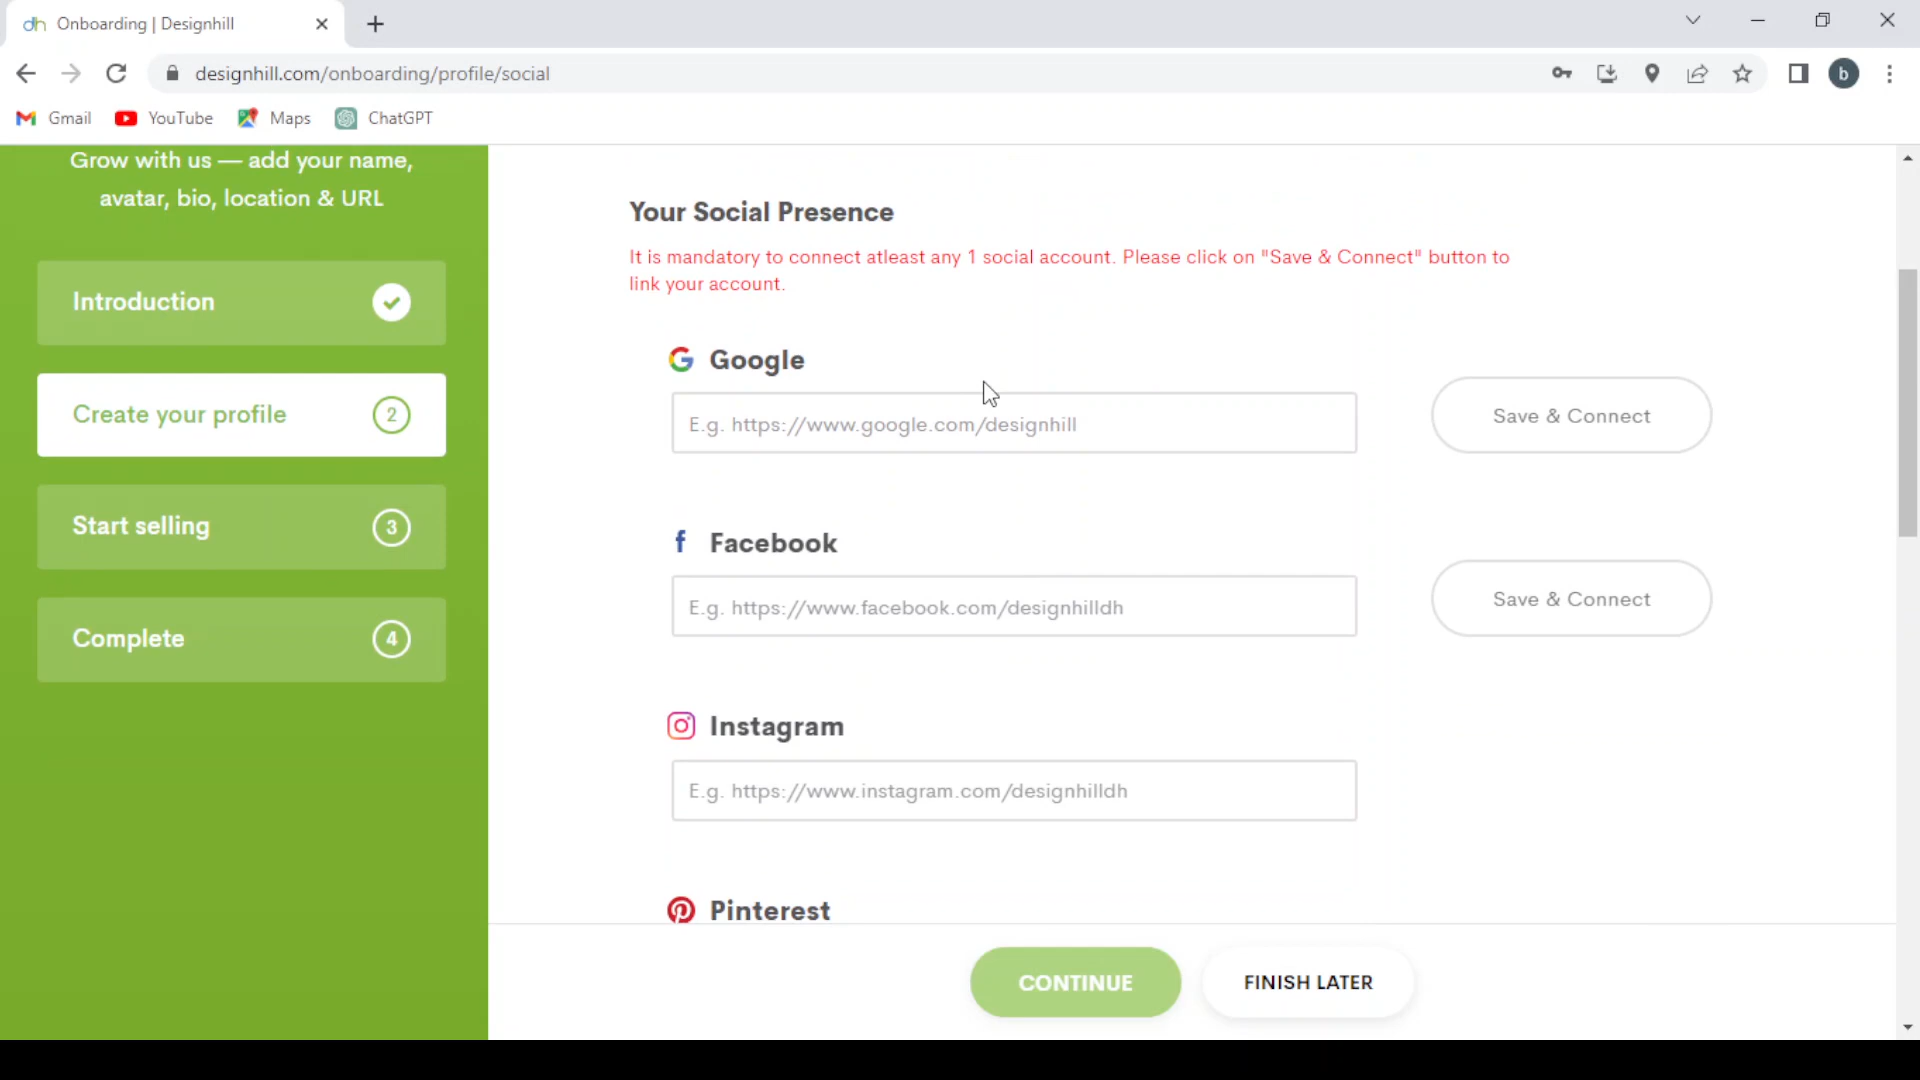 dh Onboarding | Designhill
designhill.com/onboarding/profile/social
b
Gmail YouTube Maps ChatGPT
Grow with us — add your name,
avatar, bio, location & URL
Introduction
Create your profile 2
Start selling 3
Complete 4
Your Social Presence
It is mandatory to connect atleast any 1 social account. Please click on "Save & Connect" button to
link your account.
Google
E.g. https://www.google.com/designhill
Save & Connect
Facebook
E.g. https://www.facebook.com/designhilldh
Save & Connect
Instagram
E.g. https://www.instagram.com/designhilldh
Pinterest
CONTINUE
FINISH LATER